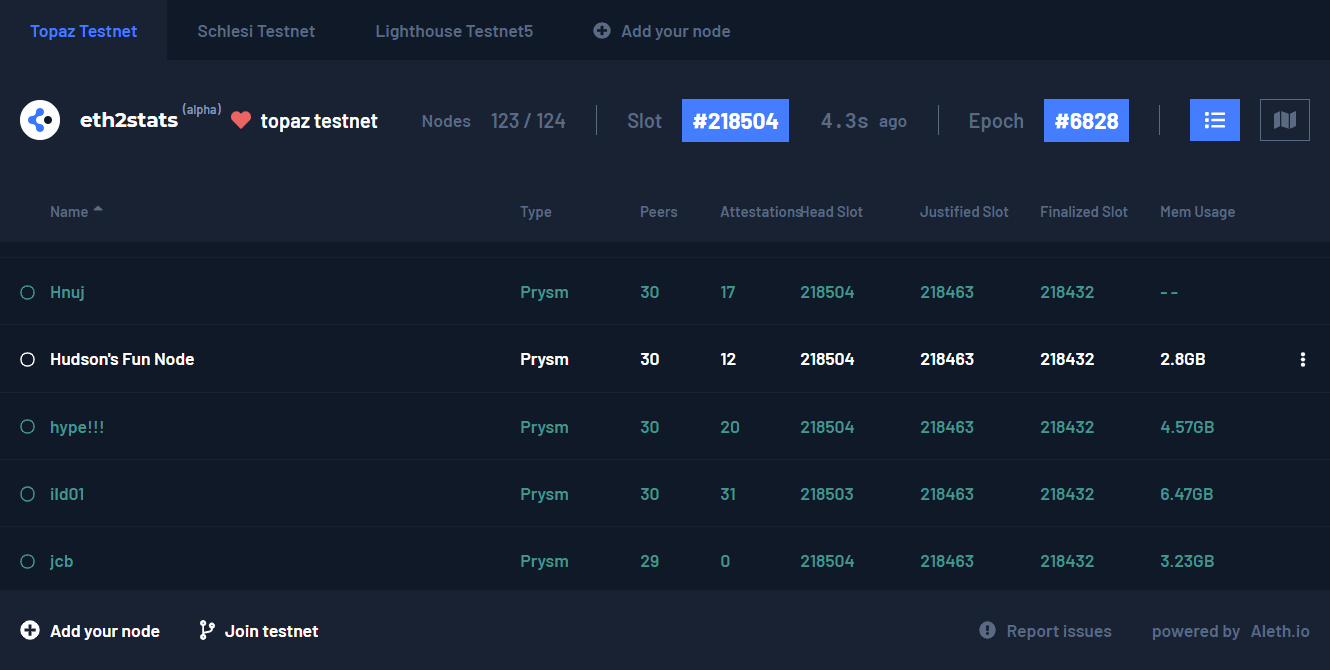 Topaz Testnet Schlesi Testnet Lighthouse Testnet5 Add your node
eth2stats (alpha) topaz testnet Nodes 123 / 124 Slot #218504 4.3s ago Epoch #6828
Name Type Peers Attestations Head Slot Justified Slot Finalized Slot Mem Usage
Hnuj Prysm 30 17 218504 218463 218432 --
Hudson's Fun Node Prysm 30 12 218504 218463 218432 2.8GB
hype!!! Prysm 30 20 218504 218463 218432 4.57GB
ild01 Prysm 30 31 218503 218463 218432 6.47GB
jcb Prysm 29 0 218504 218463 218432 3.23GB
Add your node Join testnet Report issues powered by Aleth.io